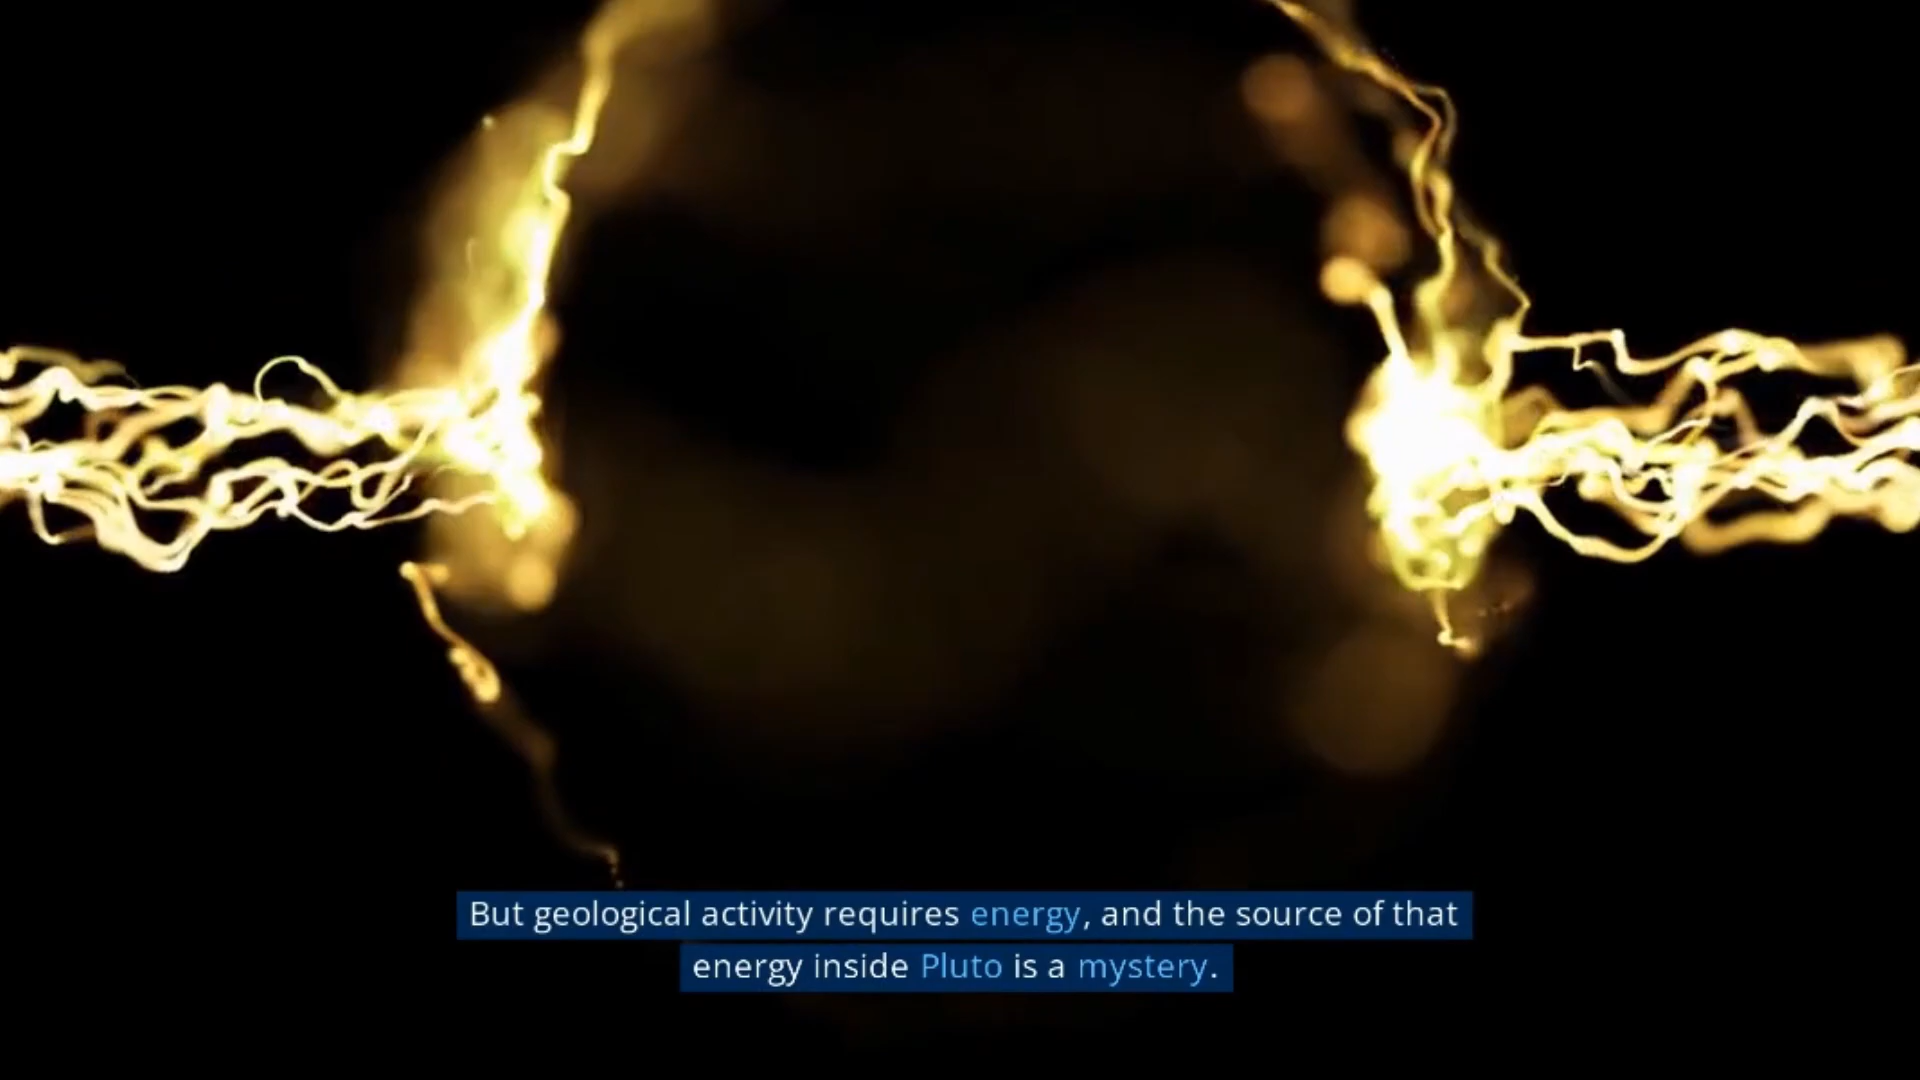 But geological activity requires energy, and the source of that
energy inside Pluto is a mystery.